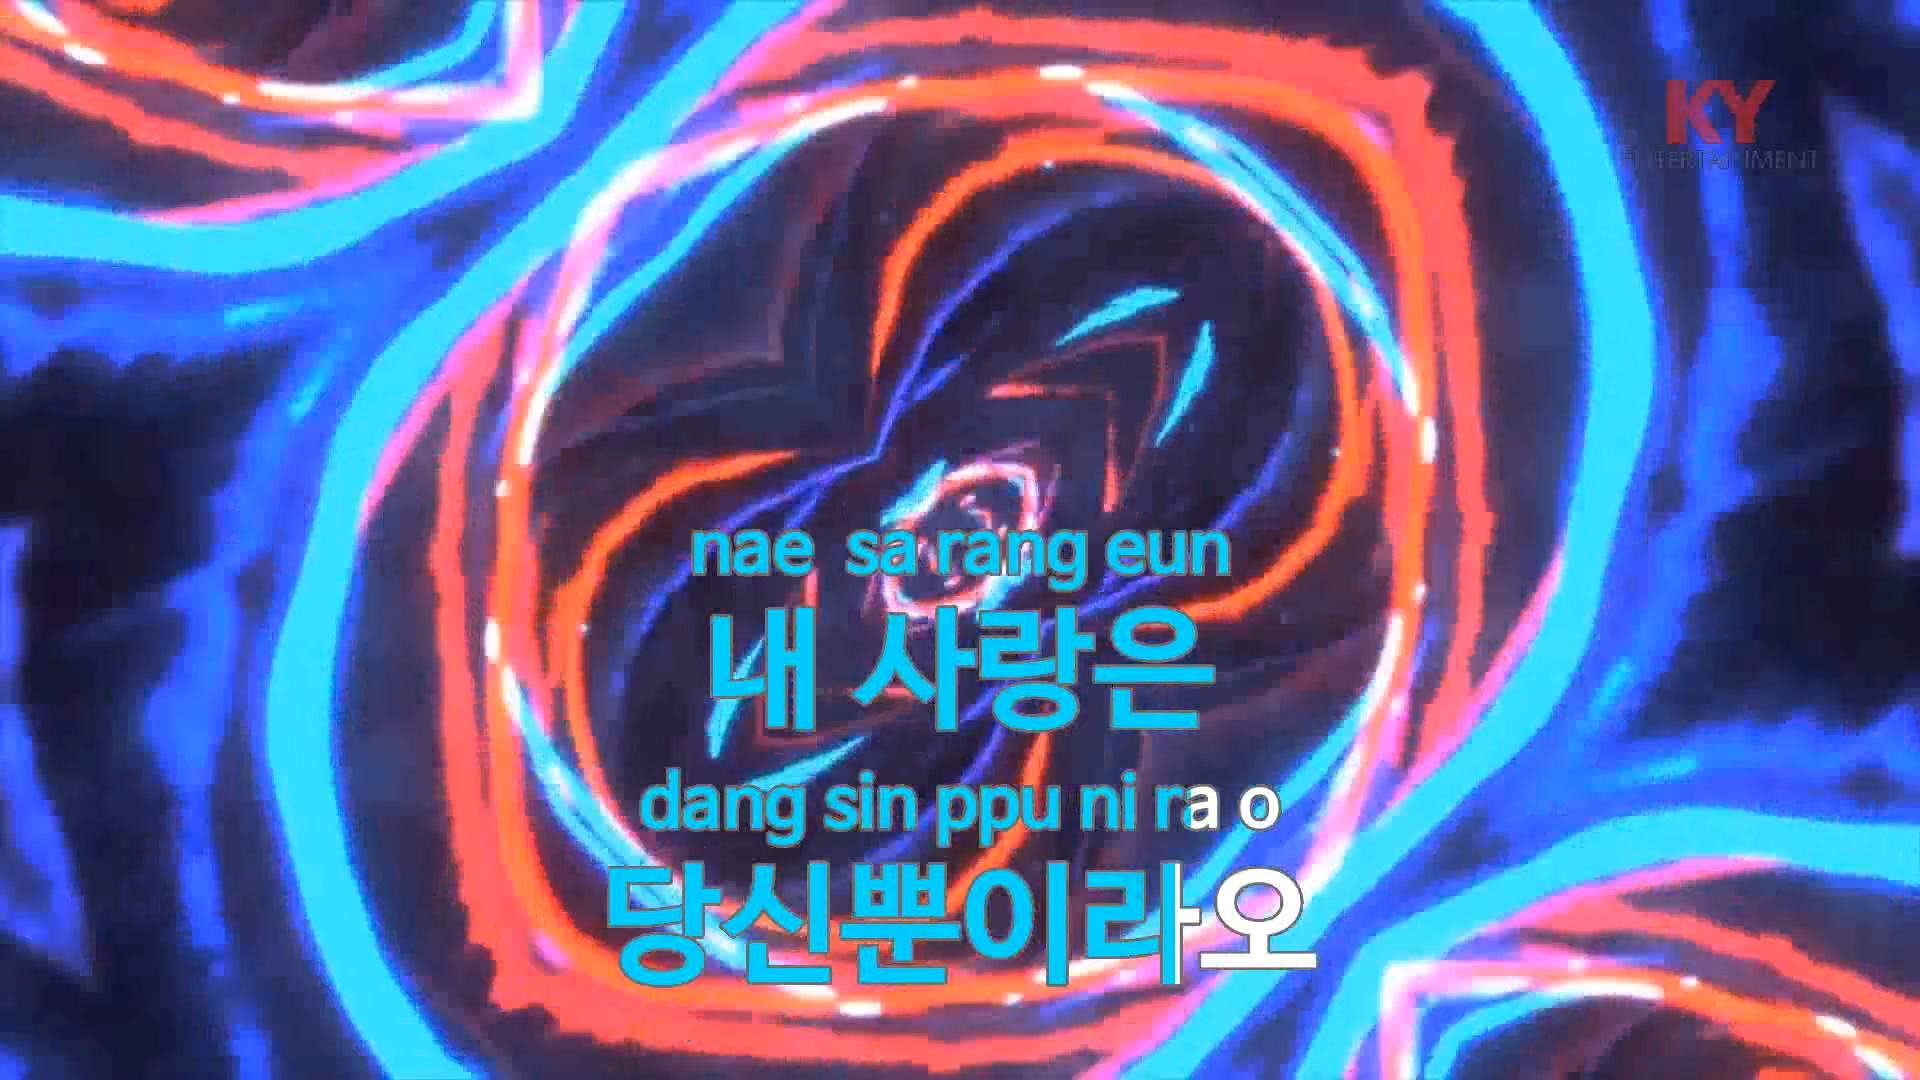 KY
ENTERTAINMENT
nae sa rang eun
내 사랑은
dang sin ppu ni ra o
당신뿐이라오